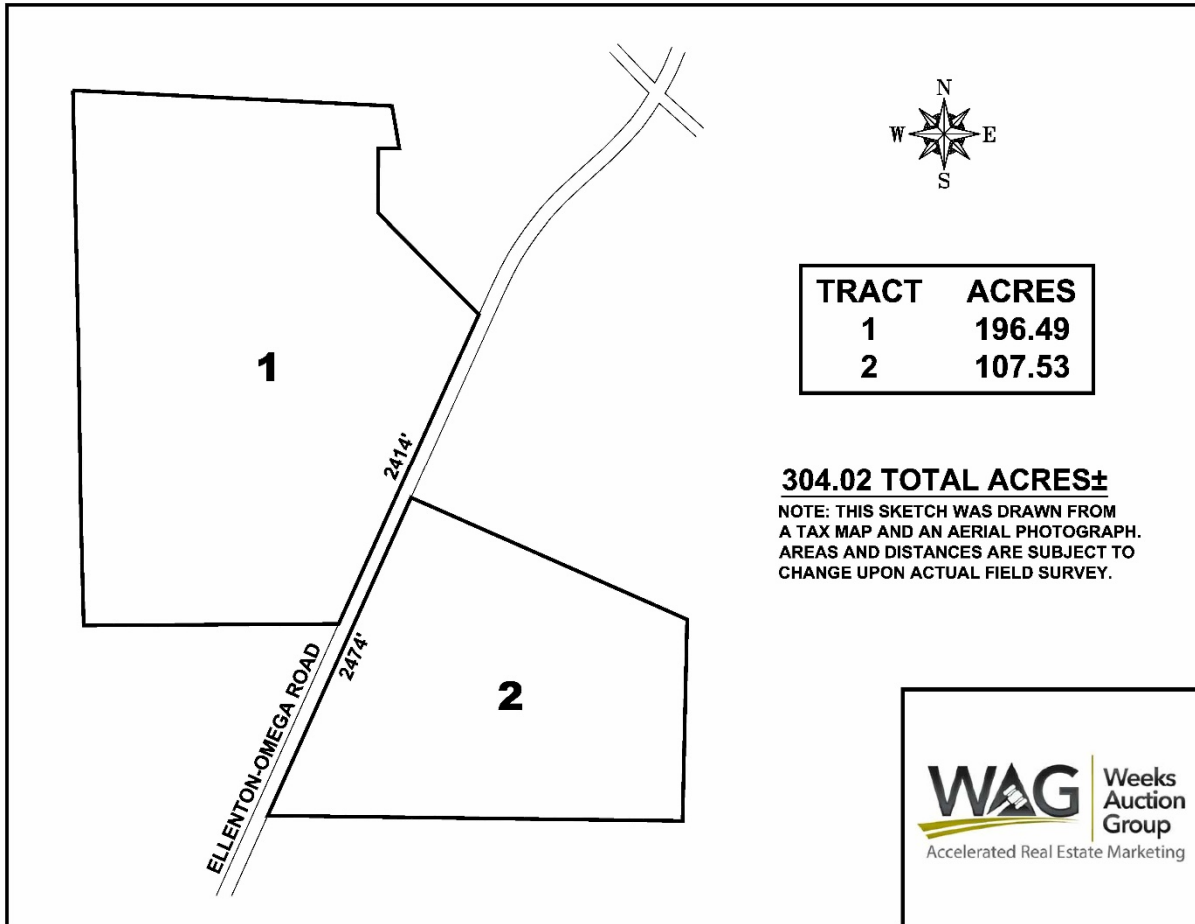 N
W E
S
TRACT ACRES
1 196.49
2 107.53
1
2414'
304.02 TOTAL ACRES±
NOTE: THIS SKETCH WAS DRAWN FROM
A TAX MAP AND AN AERIAL PHOTOGRAPH.
AREAS AND DISTANCES ARE SUBJECT TO
CHANGE UPON ACTUAL FIELD SURVEY.
2474'
2
ELLENTON-OMEGA ROAD
WAG
Weeks
Auction
Group
Accelerated Real Estate Marketing